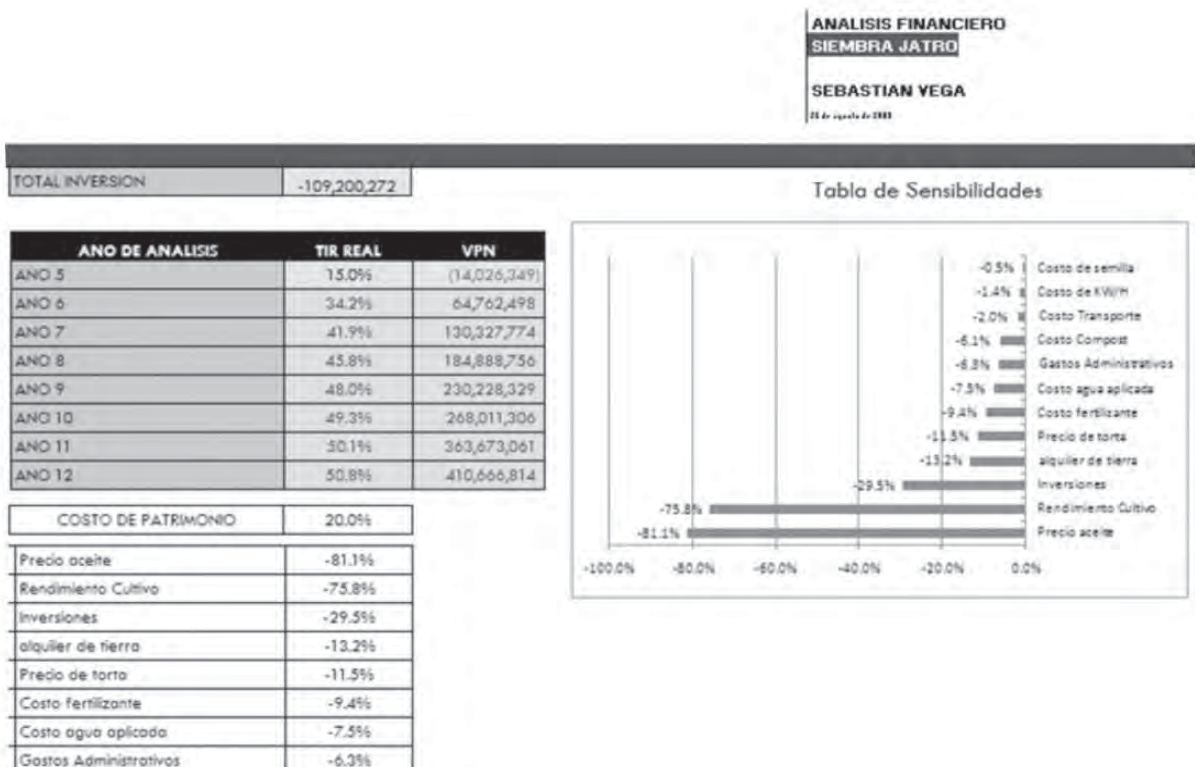 ANALISIS FINANCIERO
SIEMBRA JATRO
SEBASTIAN VEGA
de agosto de
TOTAL INVERSION -109,200,272
ANO DE ANALISIS TIR REAL VPN
ANO 5 15.0% (14,026,349)
ANO 6 34.2% 64,762,498
ANO 7 41.9% 130,327,774
ANO 8 45.8% 184,888,756
ANO 9 48.0% 230,228,329
ANO 10 49.3% 268,011,306
ANO 11 50.1% 363,673,061
ANO 12 50.8% 410,666,814
COSTO DE PATRIMONIO 20.0%
Precio aceite -81.1%
Rendimiento Cultivo -75.8%
Inversiones -29.5%
alquiler de tierra -13.2%
Precio de torta -11.5%
Costo fertilizante -9.4%
Costo agua aplicada -7.5%
Gastos Administrativos -6.3%
Tabla de Sensibilidades
-0.5% Costo de semilla
-1.4% Costo de KW/H
-2.0% Costo Transporte
-6.1% Costo Compost
-6.3% Gastos Administrativos
-7.5% Costo agua aplicada
-9.4% Costo fertilizante
-11.5% Precio de torta
-13.2% alquiler de tierra
-29.5% Inversiones
-75.8% Rendimiento Cultivo
-81.1% Precio aceite
-100.0% -80.0% -60.0% -40.0% -20.0% 0.0%